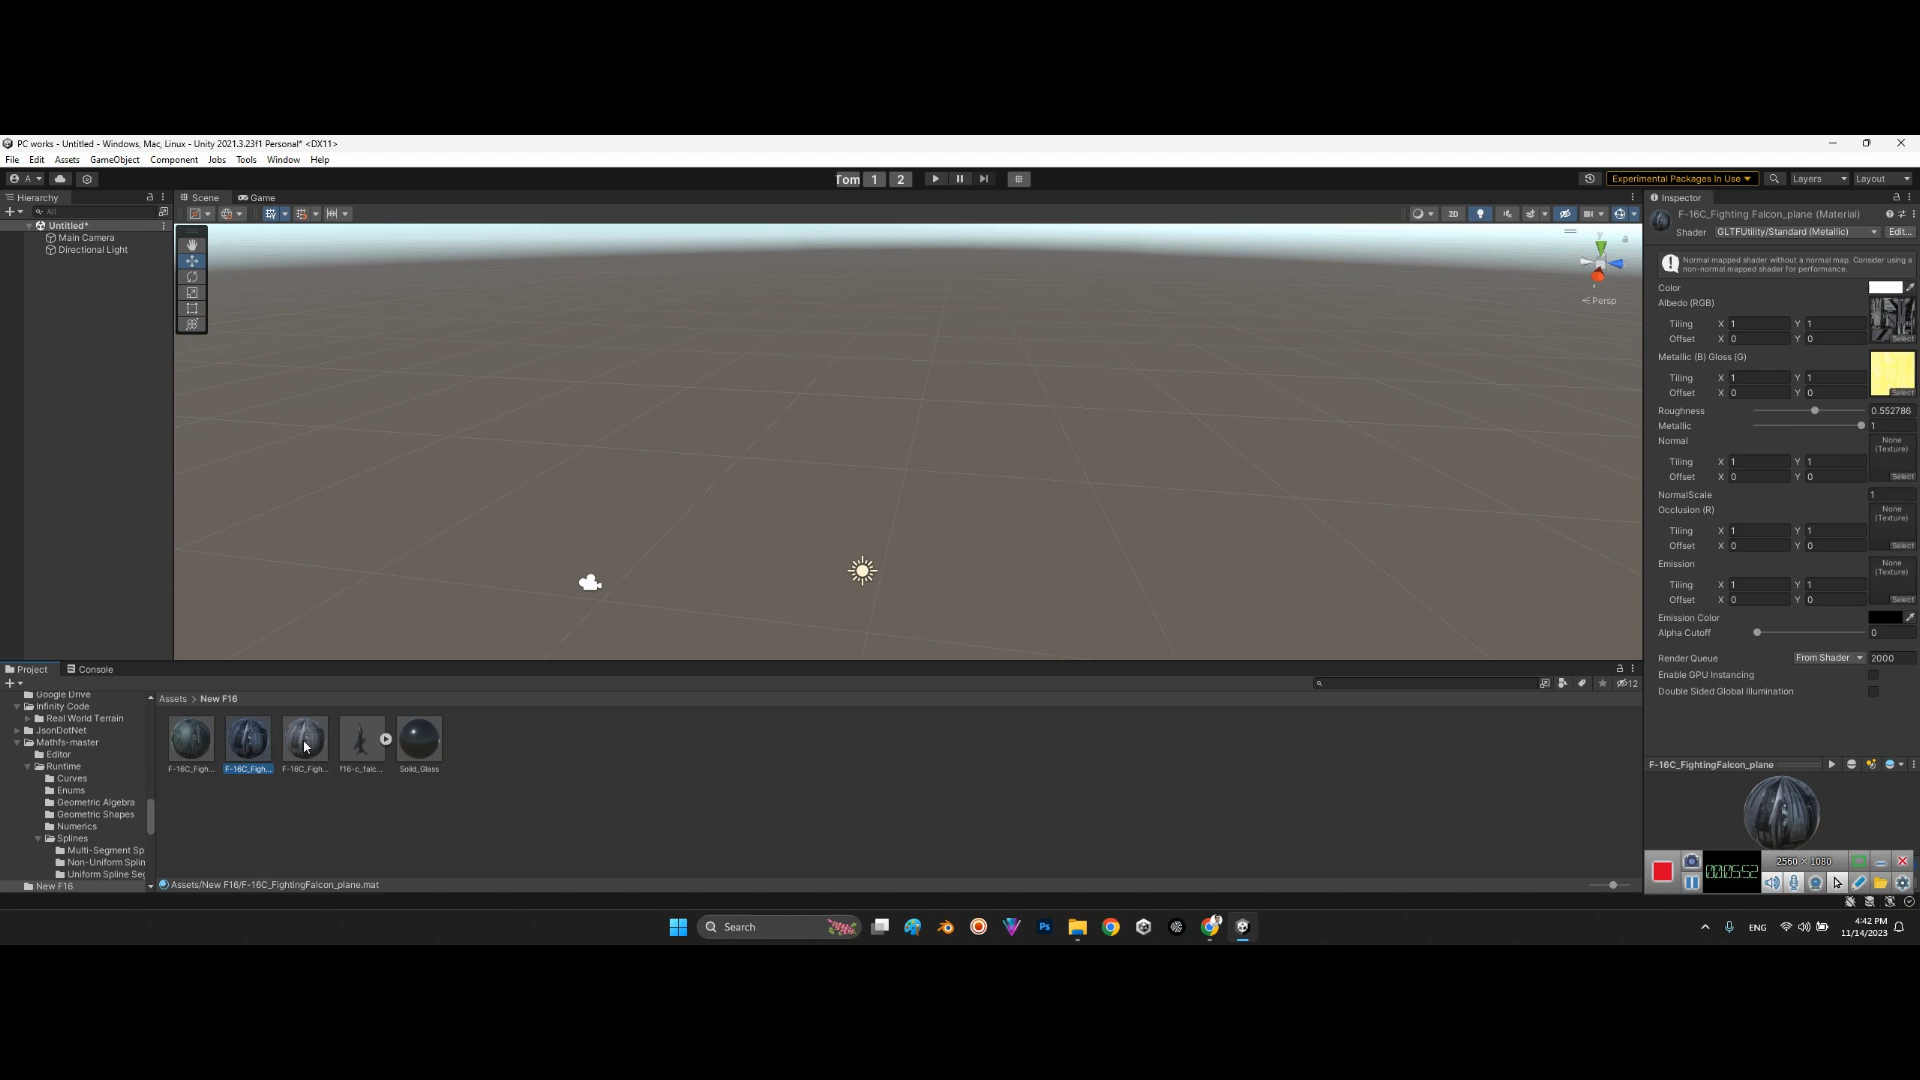 PC works - Untitled - Windows, Mac, Linux - Unity 2021.3.23f1 Personal* <DX11>
File Edit Assets GameObject Component Jobs Tools Window Help
A Tom 1 2 Experimental Packages In Use Layers Layout
Hierarchy
All
Untitled*
Main Camera
Directional Light
Scene Game
2D
Persp
Inspector
F-16C_Fighting Falcon_plane (Material)
Shader GLTFUtility/Standard (Metallic) Edit...
Normal mapped shader without a normal map. Consider using a
non-normal mapped shader for performance.
Color
Albedo (RGB)
Tiling X 1 Y 1
Offset X 0 Y 0 Select
Metallic (B) Gloss (G)
Tiling X 1 Y 1
Offset X 0 Y 0 Select
Roughness 0.552786
Metallic 1
Normal None
(Texture)
Tiling X 1 Y 1
Offset X 0 Y 0 Select
NormalScale 1
Occlusion (R) None
(Texture)
Tiling X 1 Y 1
Offset X 0 Y 0 Select
Emission None
(Texture)
Tiling X 1 Y 1
Offset X 0 Y 0 Select
Emission Color
Alpha Cutoff 0
Render Queue From Shader 2000
Enable GPU Instancing
Double Sided Global Illumination
F-16C_FightingFalcon_plane
Project Console
12
Google Drive
Infinity Code
Real World Terrain
JsonDotNet
Mathfs-master
Editor
Runtime
Curves
Enums
Geometric Algebra
Geometric Shapes
Numerics
Splines
Multi-Segment Sp
Non-Uniform Splin
Uniform Spline Seg
New F16
Assets > New F16
F-16C_Figh... F-16C_Figh... F-16C_Figh... f16-c_falc... Solid_Glass
Assets/New F16/F-16C_FightingFalcon_plane.mat
2560 × 1080
00:05:52
Search
Ps
ENG
4:42 PM
11/14/2023